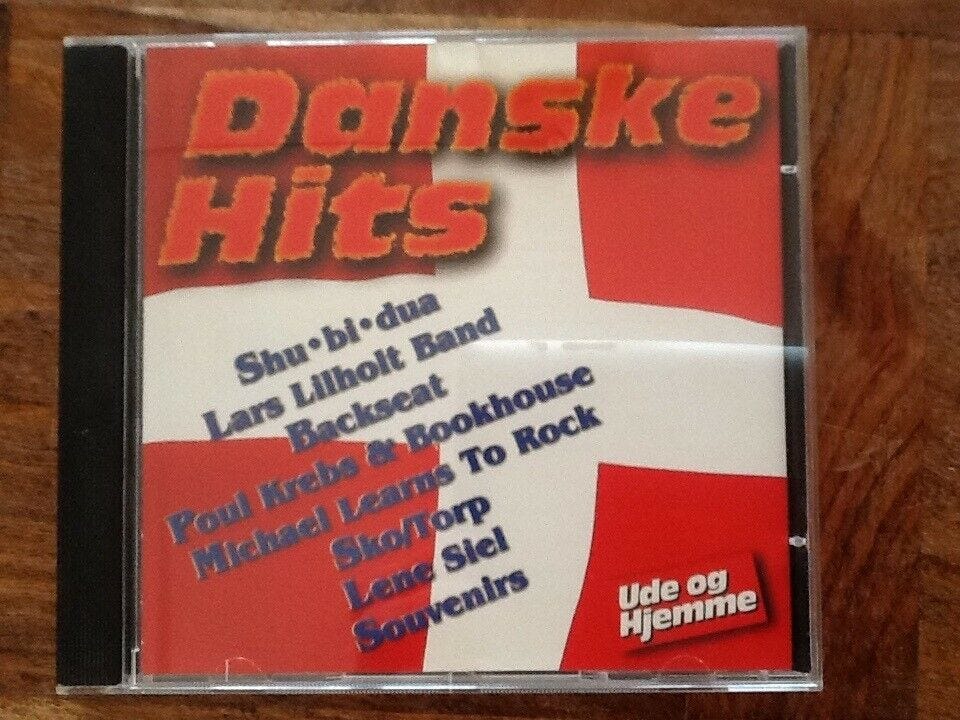 Danske
Hits
Shu•bi•dua
Lars Lilholt Band
Backseat
Poul Krebs & Bookhouse
Michael Learns To Rock
Sko/Torp
Lene Siel
Souvenirs
Ude og
Hjemme